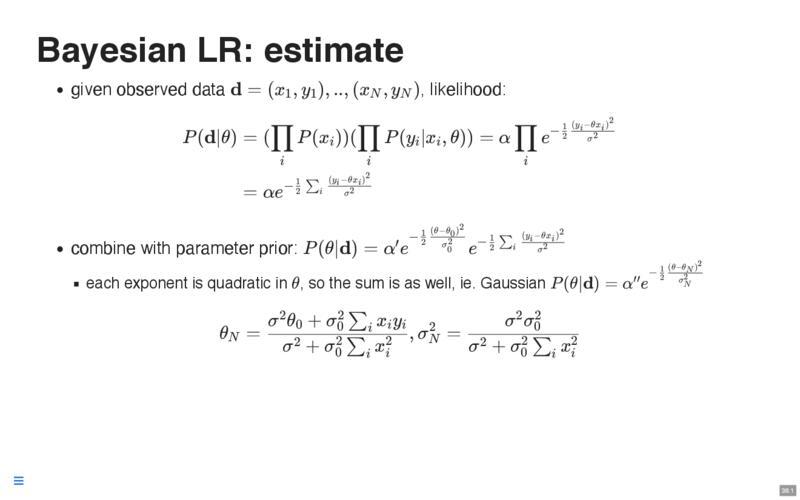 Bayesian LR: estimate
• given observed data $\mathbf{d} = (x_1, y_1), .., (x_N, y_N)$, likelihood:
$P(\mathbf{d}|\theta) = (\prod_i P(x_i))(\prod_i P(y_i|x_i, \theta)) = \alpha \prod_i e^{-\frac{1}{2}\frac{(y_i - \theta x_i)^2}{\sigma^2}}$
$= \alpha e^{-\frac{1}{2}\sum_i \frac{(y_i - \theta x_i)^2}{\sigma^2}}$
• combine with parameter prior: $P(\theta|\mathbf{d}) = \alpha' e^{-\frac{1}{2}\frac{(\theta - \theta_0)^2}{\sigma_0^2}} e^{-\frac{1}{2}\sum_i \frac{(y_i - \theta x_i)^2}{\sigma^2}}$
▪ each exponent is quadratic in $\theta$, so the sum is as well, ie. Gaussian $P(\theta|\mathbf{d}) = \alpha'' e^{-\frac{1}{2}\frac{(\theta - \theta_N)^2}{\sigma_N^2}}$
$\theta_N = \frac{\sigma^2\theta_0 + \sigma_0^2 \sum_i x_i y_i}{\sigma^2 + \sigma_0^2 \sum_i x_i^2}, \sigma_N^2 = \frac{\sigma^2\sigma_0^2}{\sigma^2 + \sigma_0^2 \sum_i x_i^2}$